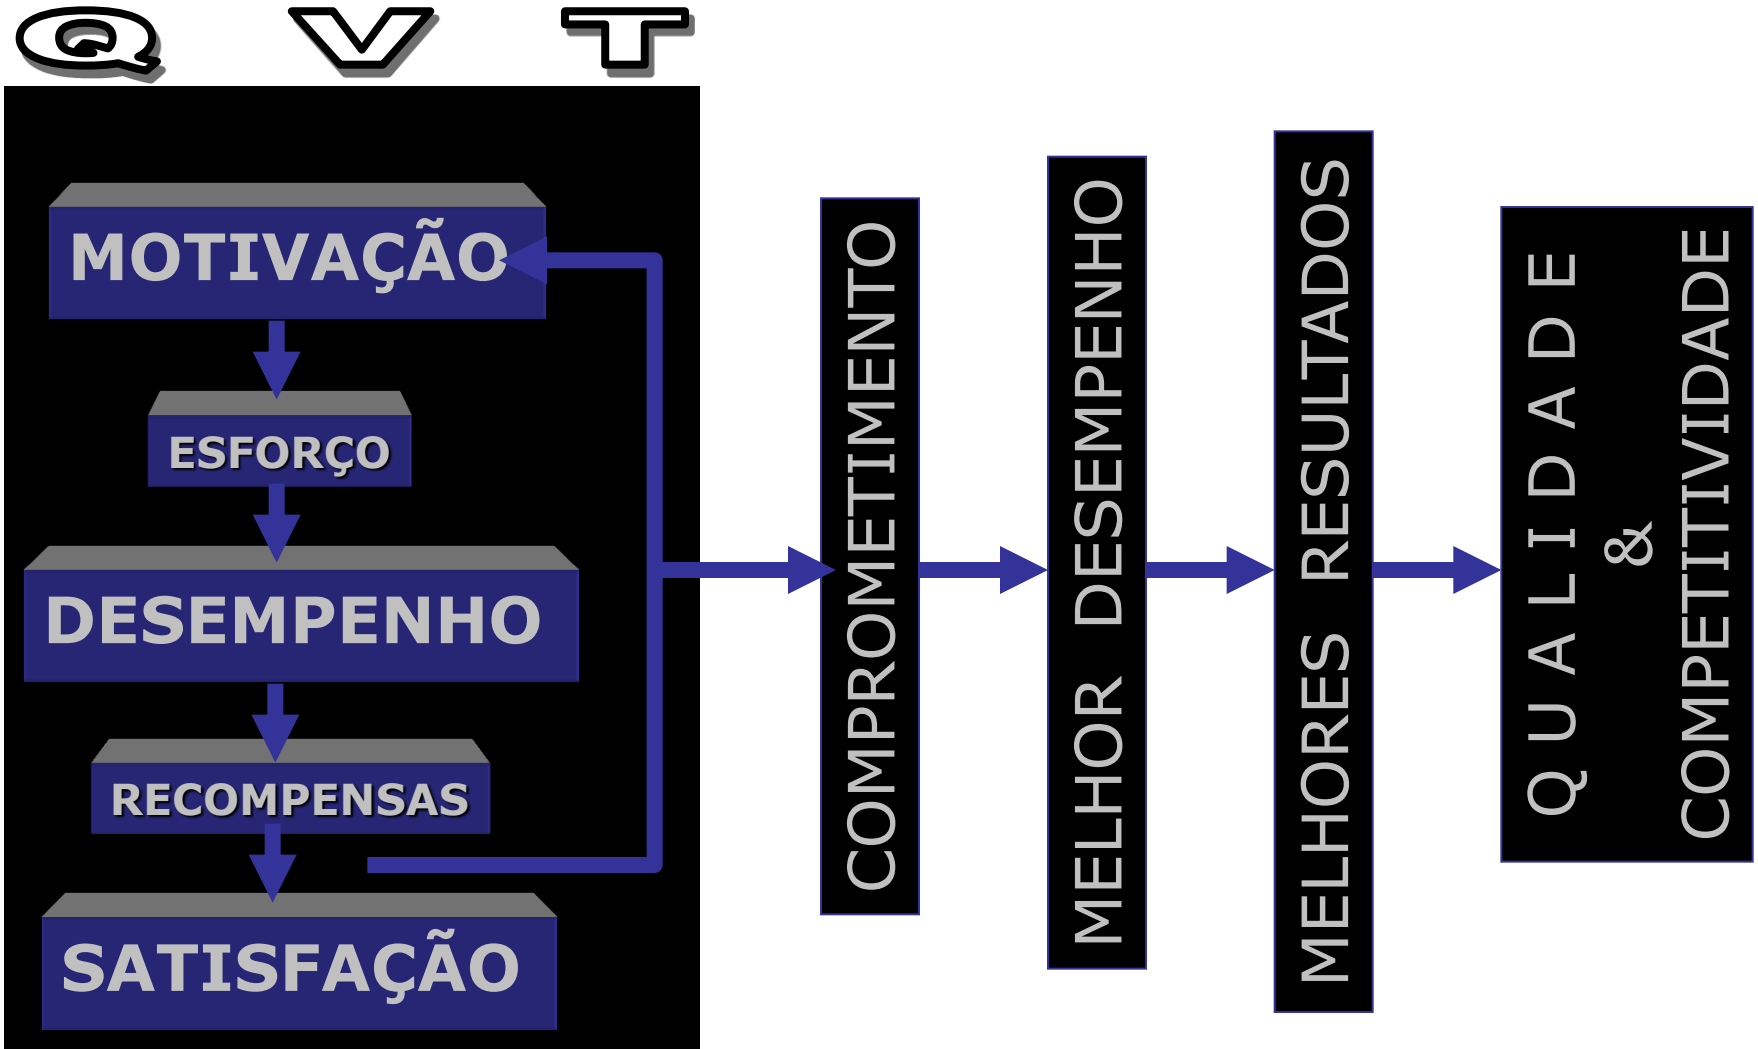 Q V T
MOTIVAÇÃO
ESFORÇO
DESEMPENHO
RECOMPENSAS
SATISFAÇÃO
COMPROMETIMENTO
MELHOR DESEMPENHO
MELHORES RESULTADOS
Q U A L I D A D E
&
COMPETITIVIDADE